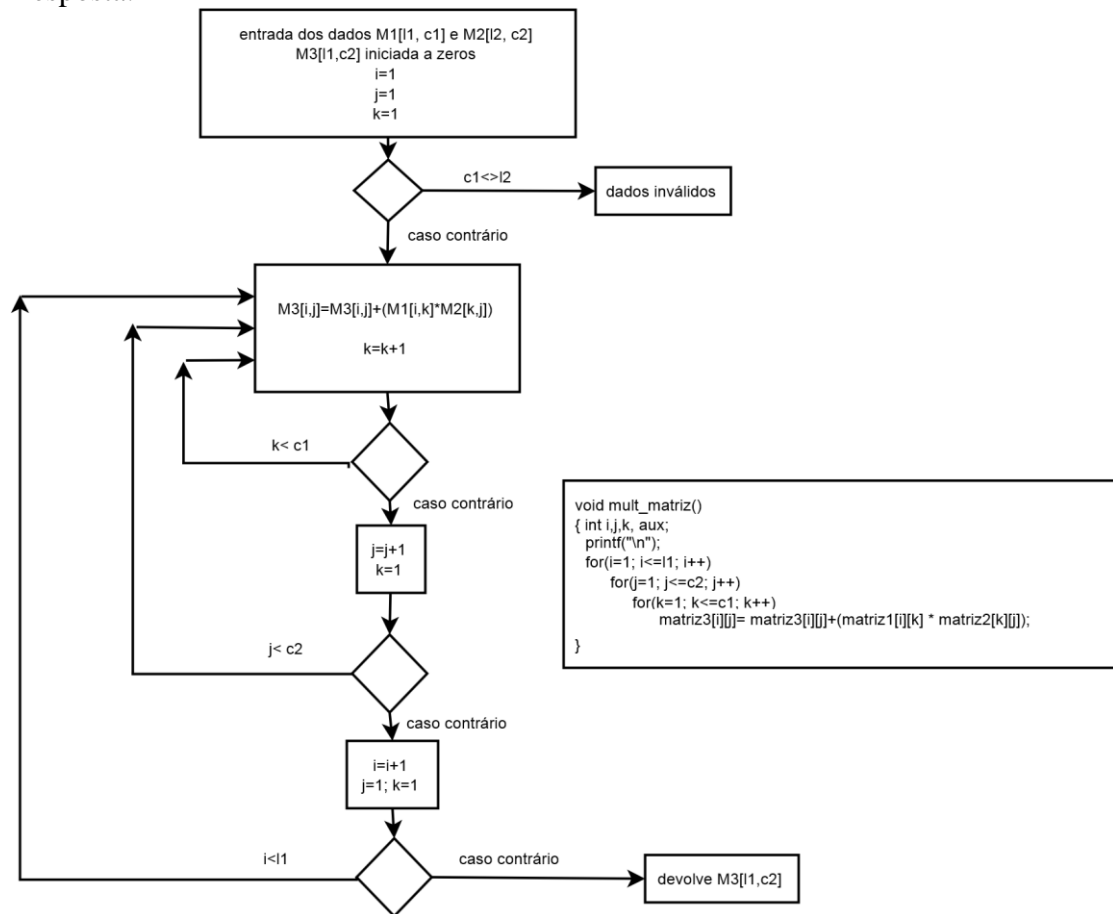 entrada dos dados M1[l1, c1] e M2[l2, c2]
M3[l1,c2] iniciada a zeros
i=1
j=1
k=1
c1<>l2
dados inválidos
caso contrário
M3[i,j]=M3[i,j]+(M1[i,k]*M2[k,j])
k=k+1
k< c1
caso contrário
j=j+1
k=1
j< c2
caso contrário
i=i+1
j=1; k=1
i<l1
caso contrário
devolve M3[l1,c2]
void mult_matriz()
{ int i,j,k, aux;
printf("\n");
for(i=1; i<=l1; i++)
for(j=1; j<=c2; j++)
for(k=1; k<=c1; k++)
matriz3[i][j]= matriz3[i][j]+(matriz1[i][k] * matriz2[k][j]);
}